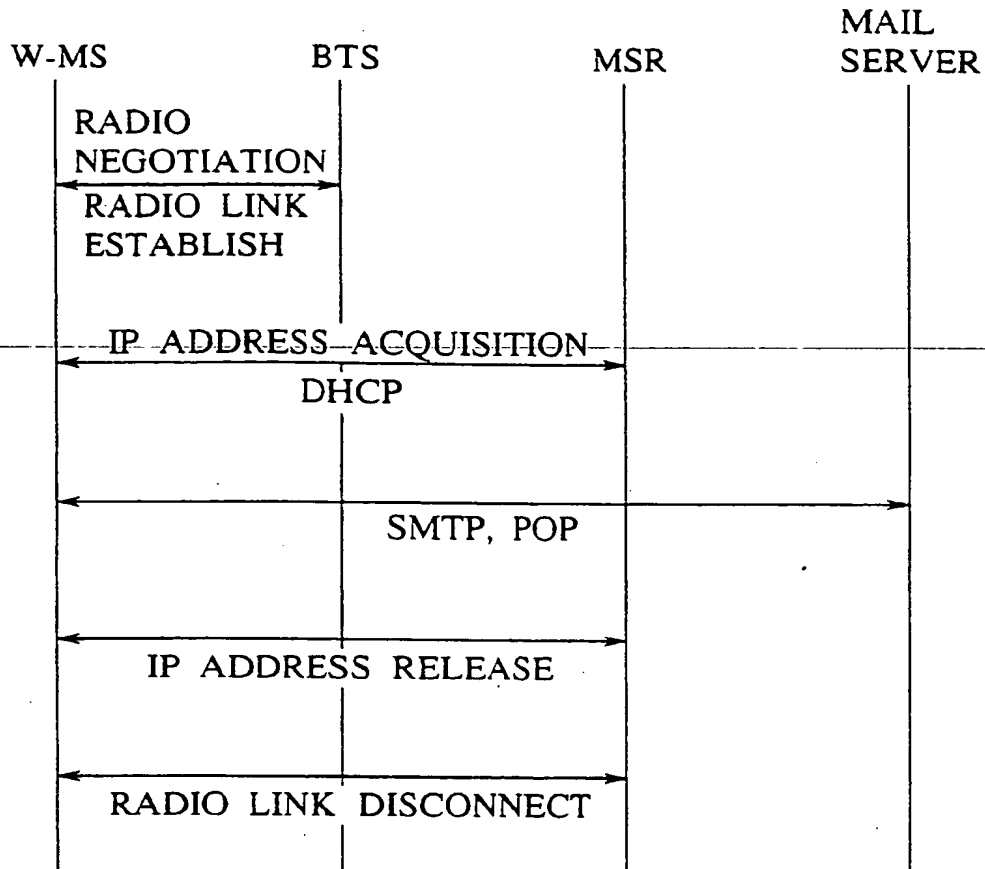 W-MS BTS MSR MAIL SERVER
RADIO
NEGOTIATION
RADIO LINK
ESTABLISH
IP ADDRESS ACQUISITION
DHCP
SMTP, POP
IP ADDRESS RELEASE
RADIO LINK DISCONNECT